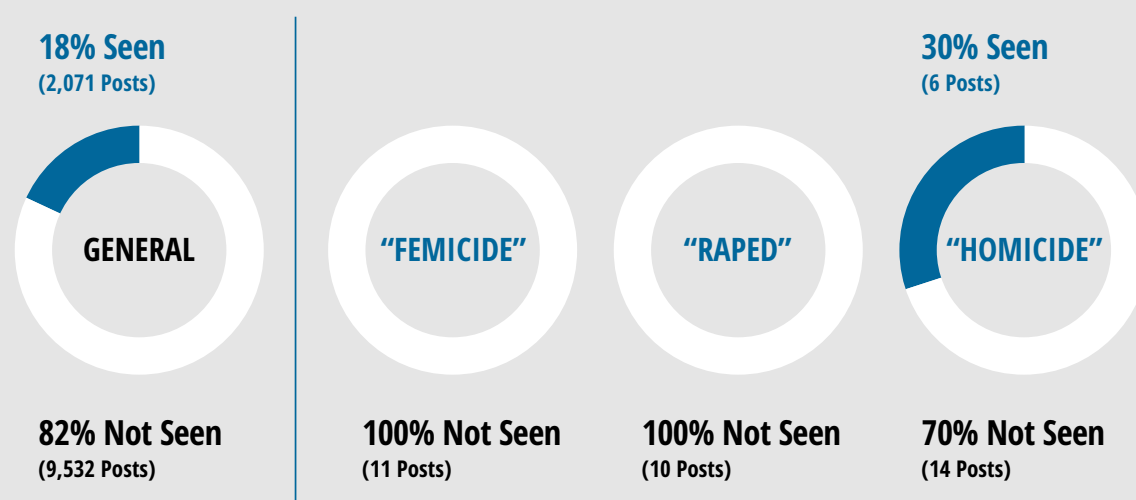 18% Seen
(2,071 Posts)
GENERAL
82% Not Seen
(9,532 Posts)
“FEMICIDE”
100% Not Seen
(11 Posts)
“RAPED”
100% Not Seen
(10 Posts)
30% Seen
(6 Posts)
“HOMICIDE”
70% Not Seen
(14 Posts)